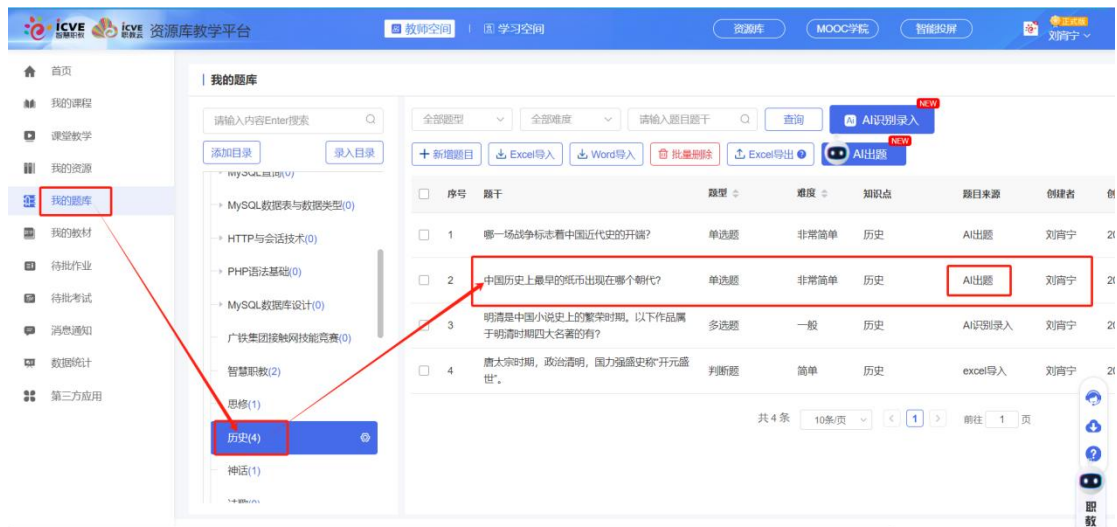 icve 智慧职教 icve 职教云 资源库教学平台 教师空间 学习空间 资源库 MOOC学院 智能投屏 正式版 刘宵宁
首页
我的课程
课堂教学
我的资源
我的题库
我的教材
待批作业
待批考试
消息通知
数据统计
第三方应用
我的题库
请输入内容Enter搜索
添加目录 录入目录
MySQL数据表与数据类型(0)
HTTP与会话技术(0)
PHP语法基础(0)
MySQL数据库设计(0)
广铁集团接触网技能竞赛(0)
智慧职教(2)
思修(1)
历史(4)
神话(1)
全部题型 全部难度 请输入题目题干 查询 AI AI识别录入 NEW
新增题目 Excel导入 Word导入 批量删除 Excel导出 AI出题 NEW
序号 题干 题型 难度 知识点 题目来源 创建者 创
1 哪一场战争标志着中国近代史的开端? 单选题 非常简单 历史 AI出题 刘宵宁 20
2 中国历史上最早的纸币出现在哪个朝代? 单选题 非常简单 历史 AI出题 刘宵宁 20
3 明清是中国小说史上的繁荣时期。以下作品属
于明清时期四大名著的有? 多选题 一般 历史 AI识别录入 刘宵宁 20
4 唐太宗时期，政治清明，国力强盛史称“开元盛
世”。 判断题 简单 历史 excel导入 刘宵宁 20
共 4 条 10条/页 1 前往 1 页
职
教